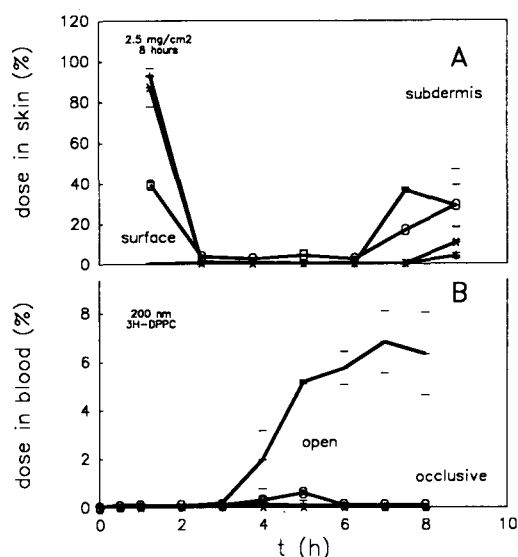 120
100
80
60
40
20
0
dose in skin (%)
2.5 mg/cm2
8 hours
A
subdermis
surface
8
6
4
2
0
dose in blood (%)
200 nm
3H-DPPC
B
open
occlusive
0 2 4 6 8 10
t (h)